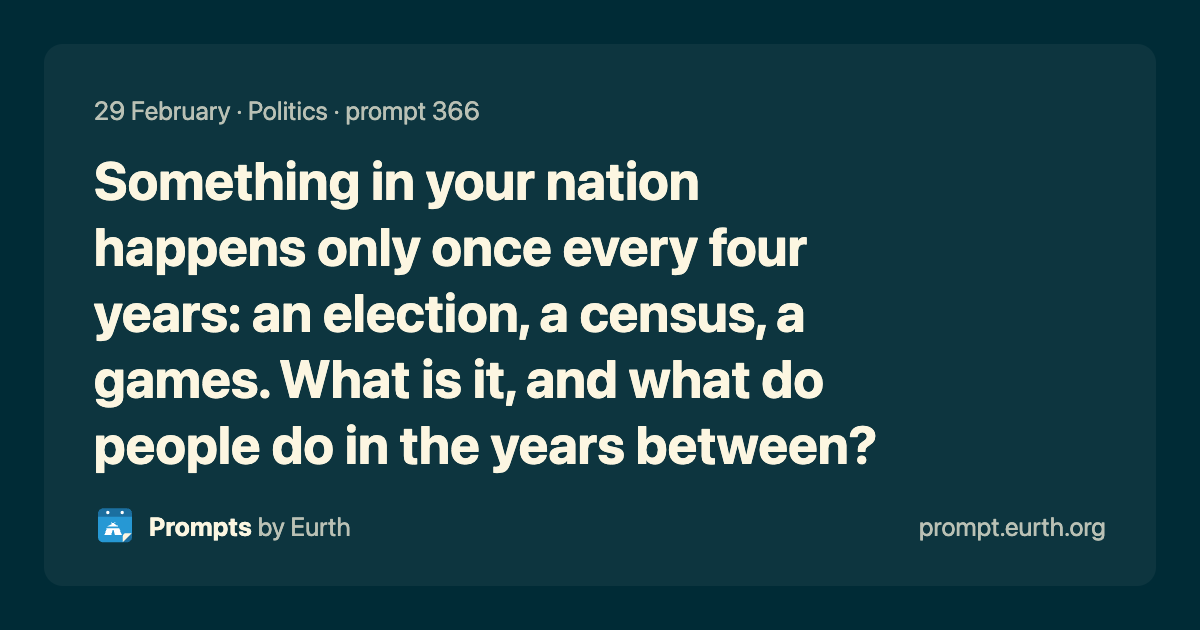 29 February · Politics · prompt 366
Something in your nation
happens only once every four
years: an election, a census, a
games. What is it, and what do
people do in the years between?
Prompts by Eurth
prompt.eurth.org